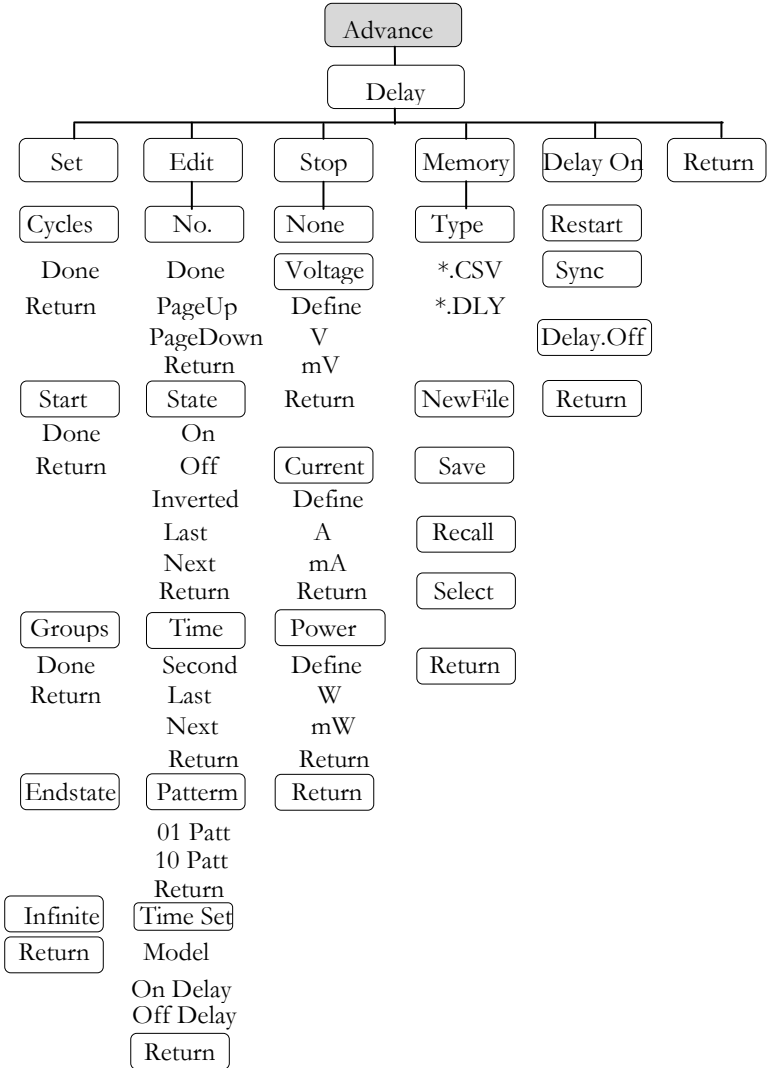 Advance
Delay
Set Edit Stop Memory Delay On Return
Cycles No. None Type Restart
Done Done Voltage *.CSV Sync
Return PageUp Define *.DLY
PageDown V Delay.Off
Return mV
Start State Return NewFile Return
Done On
Return Off Current Save
Inverted Define
Last A Recall
Next mA
Return Return Select
Groups Time Power
Done Second Define Return
Return Last W
Next mW
Return Return
Endstate Patterm Return
01 Patt
10 Patt
Return
Infinite Time Set
Return Model
On Delay
Off Delay
Return